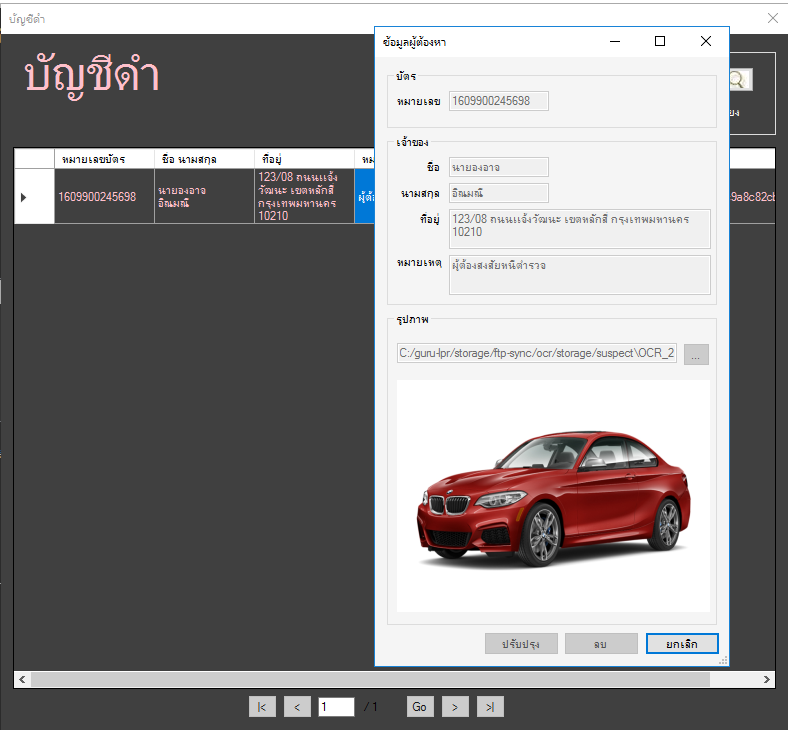 บัญชีดำ
บัญชีดำ
หมายเลขบัตร
ชื่อ นามสกุล
ที่อยู่
1609900245698
นายองอาจ
อิณมณี
123/08 ถนนแจ้ง
วัฒนะ เขตหลักสี่
กรุงเทพมหานคร
10210
9a8c82cb
ข้อมูลผู้ต้องหา
บัตร
หมายเลข
1609900245698
เจ้าของ
ชื่อ
นายองอาจ
นามสกุล
อิณมณี
ที่อยู่
123/08 ถนนแจ้งวัฒนะ เขตหลักสี่ กรุงเทพมหานคร
10210
หมายเหตุ
ผู้ต้องสงสัยหนีตำรวจ
รูปภาพ
C:/guru-lpr/storage/ftp-sync/ocr/storage/suspect\OCR_2
...
ปรับปรุง
ลบ
ยกเลิก
|<
<
1
/ 1
Go
>
>|